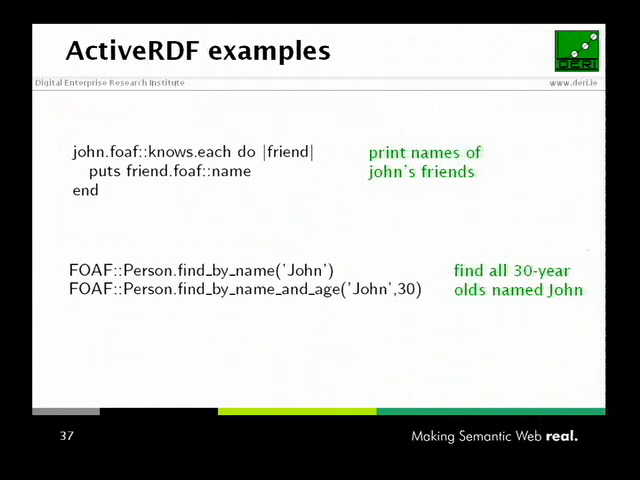 ActiveRDF examples
DERI
Digital Enterprise Research Institute
www.deri.ie
john.foaf::knows.each do |friend|
puts friend.foaf::name
end
print names of
john's friends
FOAF::Person.find_by_name('John')
FOAF::Person.find_by_name_and_age('John',30)
find all 30-year
olds named John
37
Making Semantic Web real.